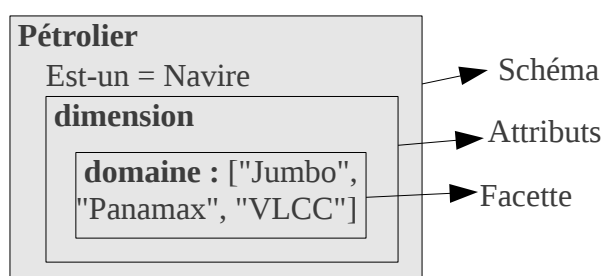 Pétrolier
Est-un = Navire
Schéma
dimension
Attributs
domaine : ["Jumbo",
"Panamax", "VLCC"]
Facette